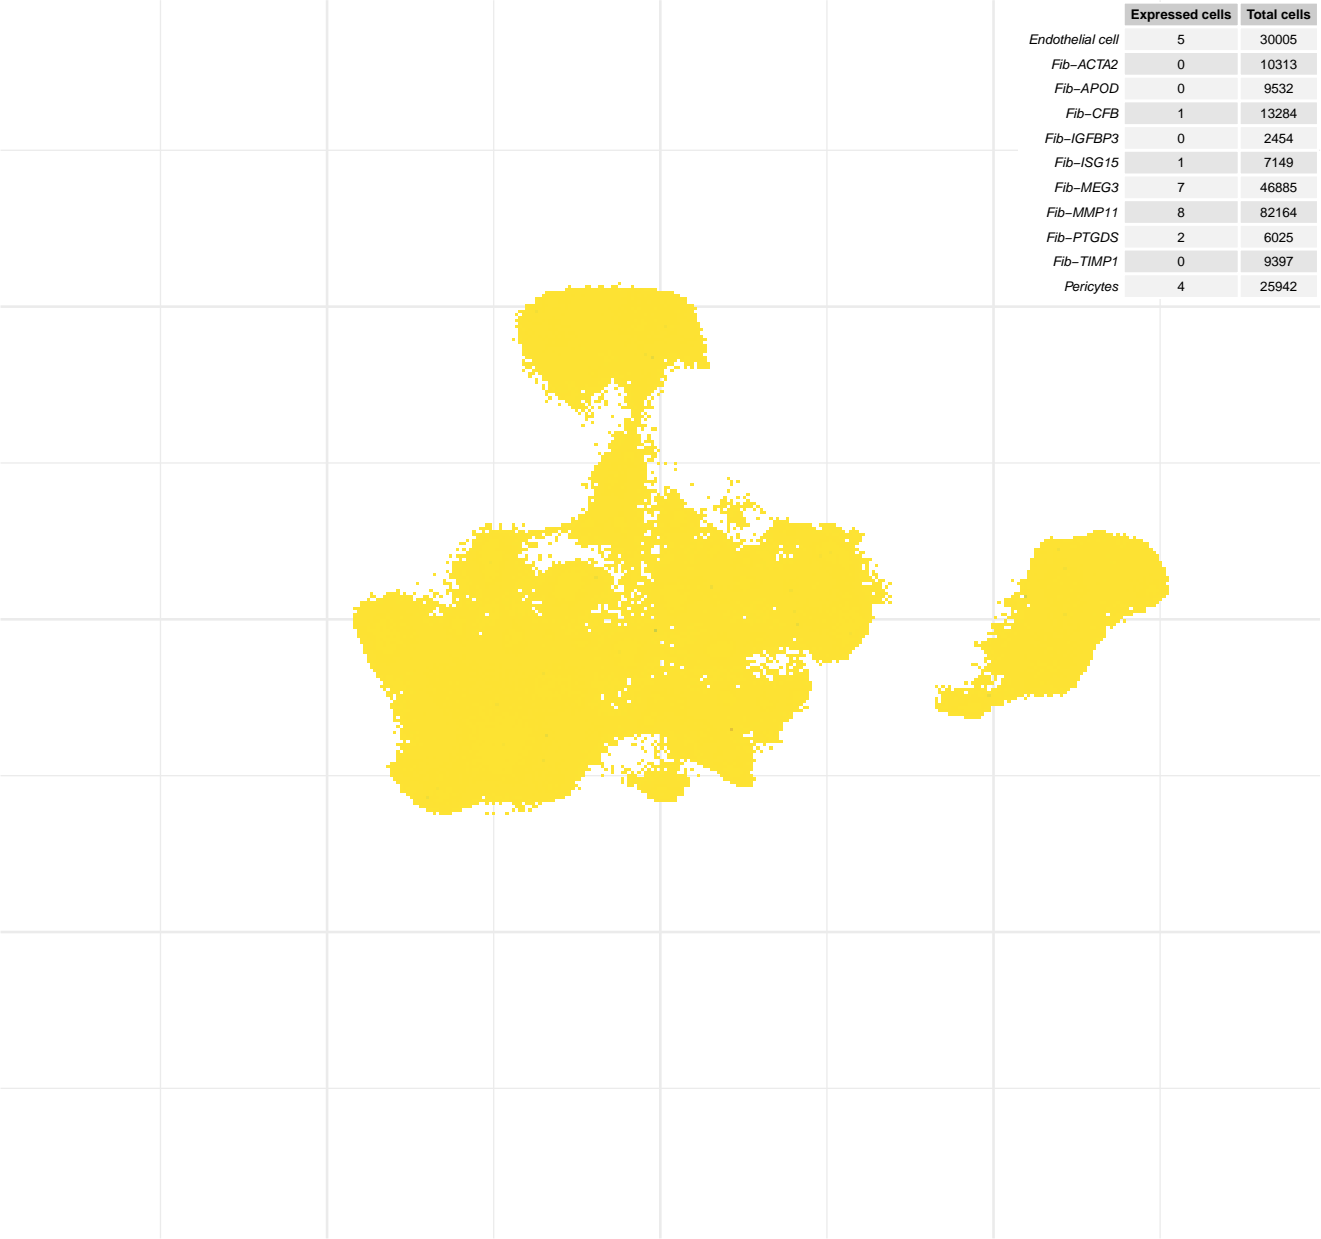 Expressed cells Total cells
Endothelial cell 5 30005
Fib−ACTA2 0 10313
Fib−APOD 0 9532
Fib−CFB 1 13284
Fib−IGFBP3 0 2454
Fib−ISG15 1 7149
Fib−MEG3 7 46885
Fib−MMP11 8 82164
Fib−PTGDS 2 6025
Fib−TIMP1 0 9397
Pericytes 4 25942